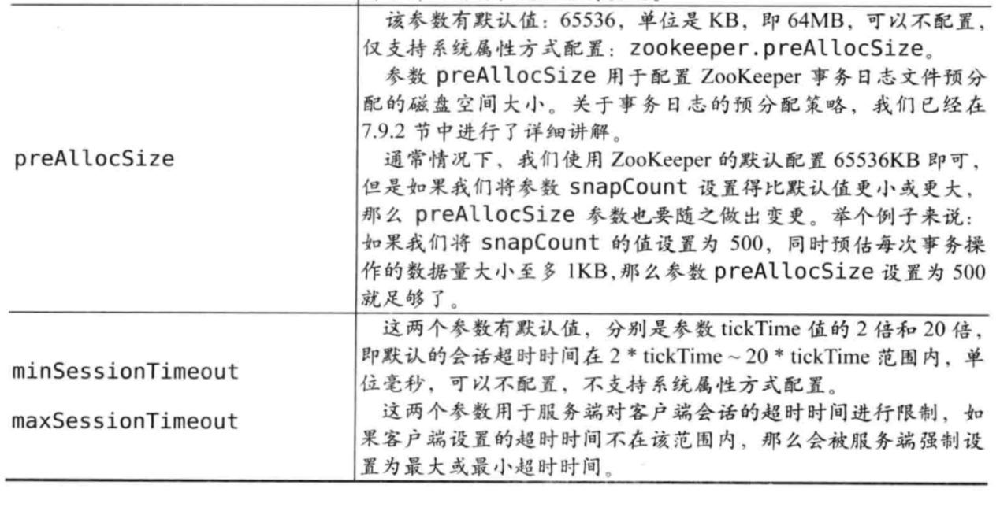 该参数有默认值：65536，单位是 KB，即 64MB，可以不配置，
仅支持系统属性方式配置：zookeeper.preAllocSize。
参数 preAllocSize 用于配置 ZooKeeper 事务日志文件预分
配的磁盘空间大小。关于事务日志的预分配策略，我们已经在
7.9.2 节中进行了详细讲解。
preAllocSize
通常情况下，我们使用 ZooKeeper 的默认配置 65536KB 即可，
但是如果我们将参数 snapCount 设置得比默认值更小或更大，
那么 preAllocSize 参数也要随之做出变更。举个例子来说：
如果我们将 snapCount 的值设置为 500，同时预估每次事务操
作的数据量大小至多 1KB，那么参数 preAllocSize 设置为 500
就足够了。
minSessionTimeout
maxSessionTimeout
这两个参数有默认值，分别是参数 tickTime 值的 2 倍和 20 倍，
即默认的会话超时时间在 2 * tickTime ~ 20 * tickTime 范围内，单
位毫秒，可以不配置，不支持系统属性方式配置。
这两个参数用于服务端对客户端会话的超时时间进行限制，如
果客户端设置的超时时间不在该范围内，那么会被服务端强制设
置为最大或最小超时时间。